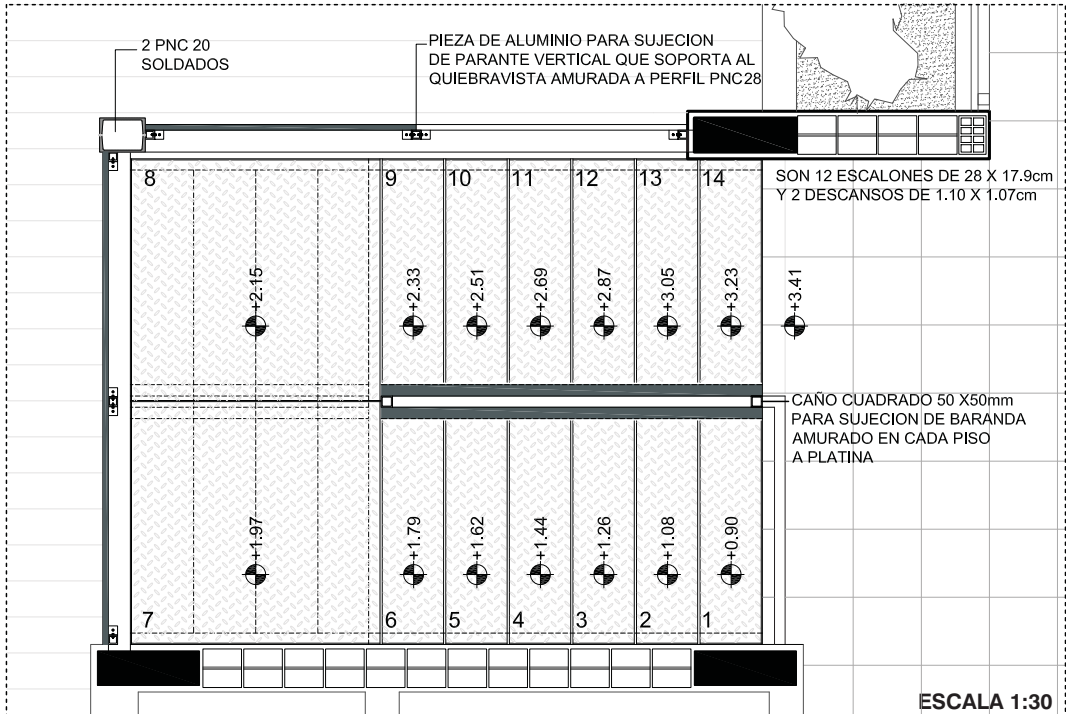 2 PNC 20
SOLDADOS
PIEZA DE ALUMINIO PARA SUJECION
DE PARANTE VERTICAL QUE SOPORTA AL
QUIEBRAVISTA AMURADA A PERFIL PNC28
8
9
10
11
12
13
14
SON 12 ESCALONES DE 28 X 17.9cm
Y 2 DESCANSOS DE 1.10 X 1.07cm
+2.15
+2.33
+2.51
+2.69
+2.87
+3.05
+3.23
+3.41
CAÑO CUADRADO 50 X50mm
PARA SUJECION DE BARANDA
AMURADO EN CADA PISO
A PLATINA
+1.97
+1.79
+1.62
+1.44
+1.26
+1.08
+0.90
7
6
5
4
3
2
1
ESCALA 1:30